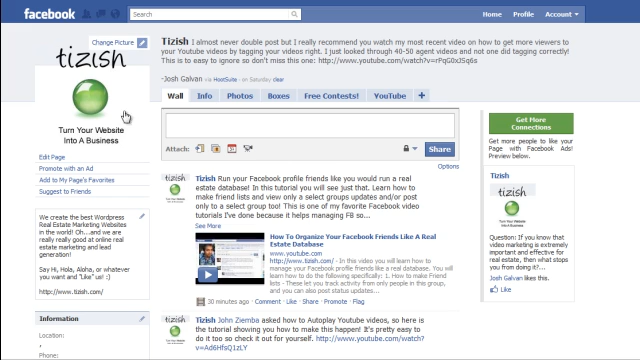 facebook
Search
Home Profile Account
Change Picture
tizish
Turn Your Website
Into A Business
Edit Page
Promote with an Ad
Add to My Page's Favorites
Suggest to Friends
We create the best Wordpress
Real Estate Marketing Websites
in the world! Oh...and we are
really really good at online real
estate marketing and lead
generation!
Say Hi, Hola, Aloha, or whatever
you want and "Like" us! :)
http://www.tizish.com/
Information
Location:
,
Phone:
Tizish I almost never double post but I really recommend you watch my most recent video on how to get more viewers to
your Youtube videos by tagging your videos right. I just looked through 40-50 agent videos and not one did tagging correctly!
This is to easy to ignore so don't miss this one: http://www.youtube.com/watch?v=rPqG0xJS6s
-Josh Galvan via HootSuite - on Saturday clear
Wall Info Photos Boxes Free Contests! YouTube +
Attach:
31
Share
Options
Tizish Run your Facebook profile friends like you would run a real
estate database! In this tutorial you will see just that. Learn how to
make friend lists and view only a select groups updates and/or post
only to a select group too! This is one of my favorite Facebook video
tutorials I've done because it helps managing FB so...
See More
How To Organize Your Facebook Friends Like A Real
Estate Database
www.youtube.com
http://www.tizish.com/ - In this video you will learn how to
manage your Facebook profile friends like a real estate database. You
will learn how to do the following specifically: 1. How to make Friend
lists. These let you track activity from only people in this group,
and you can also post status updates...
30 minutes ago · Comment · Like · Share · Promote · Flag
Tizish John Ziemba asked how to Autoplay Youtube videos, so here is
the tutorial showing you how to make this happen! It's pretty easy to
do it too so check it out for yourself. http://www.youtube.com/watch?
v=Ad6HfsQ1zLY
Get More
Connections
Get more people to like your
Page with Facebook Ads!
Preview below.
Tizish
tizish
Question: If you know that
video marketing is extremely
important and effective for
real estate, then what stops
you from doing it?...
Josh Galvan likes this.
Like